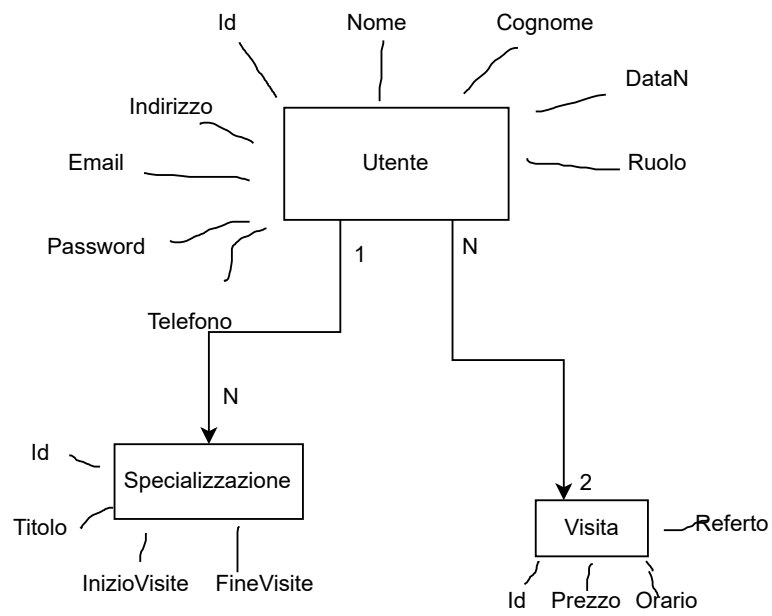 Id
Nome
Cognome
DataN
Indirizzo
Utente
Email
Ruolo
Password
1
N
Telefono
N
Id
Specializzazione
2
Titolo
Visita
Referto
InizioVisite
FineVisite
Id
Prezzo
Orario